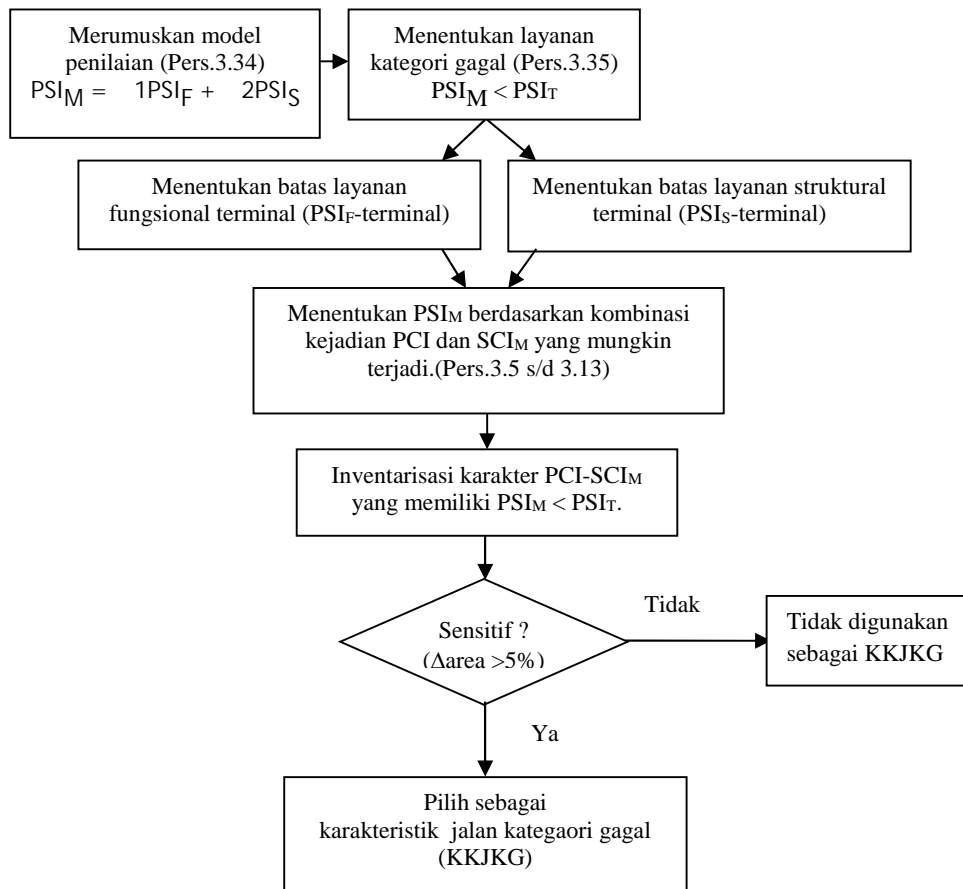 Merumuskan model
penilaian (Pers.3.34)
PSIM = 1PSIF + 2PSIS
Menentukan layanan
kategori gagal (Pers.3.35)
PSIM < PSIT
Menentukan batas layanan
fungsional terminal (PSIF-terminal)
Menentukan batas layanan struktural
terminal (PSIS-terminal)
Menentukan PSIM berdasarkan kombinasi
kejadian PCI dan SCIM yang mungkin
terjadi.(Pers.3.5 s/d 3.13)
Inventarisasi karakter PCI-SCIM
yang memiliki PSIM < PSIT.
Sensitif ?
(Δarea >5%)
Tidak
Tidak digunakan
sebagai KKJKG
Ya
Pilih sebagai
karakteristik jalan kategaori gagal
(KKJKG)